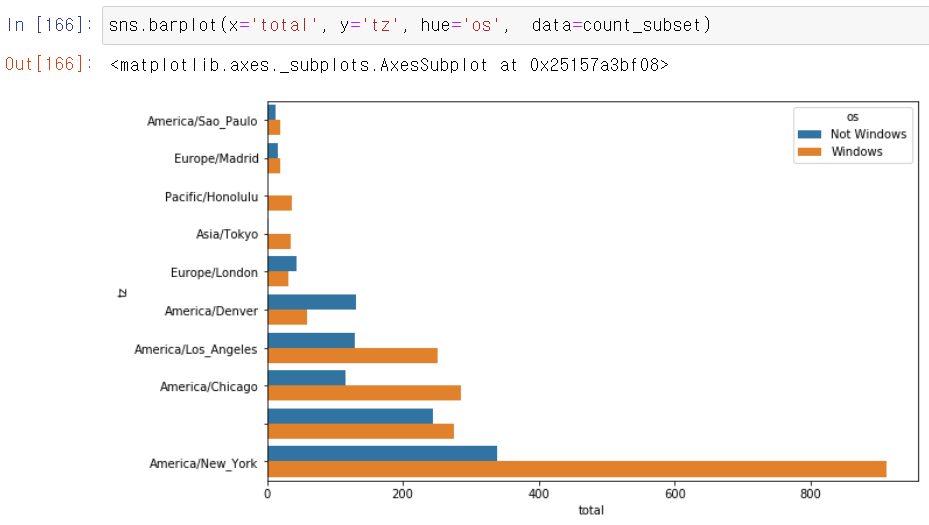 In [166]: sns.barplot(x='total', y='tz', hue='os',  data=count_subset)
Out[166]: <matplotlib.axes._subplots.AxesSubplot at 0x25157a3bf08>
os
Not Windows
Windows
America/Sao_Paulo
Europe/Madrid
Pacific/Honolulu
Asia/Tokyo
Europe/London
America/Denver
America/Los_Angeles
America/Chicago
America/New_York
tz
0 200 400 600 800
total